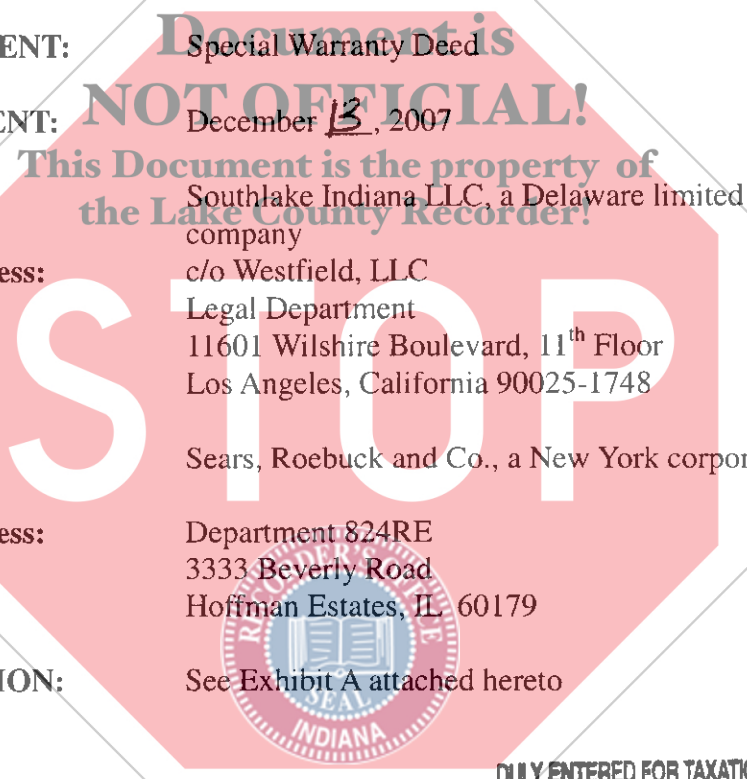 ENT: Special Warranty Deed
Document is
ENT: December 13, 2007
NOT OFFICIAL!
This Document is the property of
Southlake Indiana LLC, a Delaware limited
the Lake County Recorder!
company
ess: c/o Westfield, LLC
Legal Department
11601 Wilshire Boulevard, 11th Floor
Los Angeles, California 90025-1748
STOP
Sears, Roebuck and Co., a New York corpor
ess: Department 824RE
3333 Beverly Road
Hoffman Estates, IL 60179
RECORDER'S OFFICE
ION: See Exhibit A attached hereto
SEAL
INDIANA
DULY ENTERED FOR TAXATI